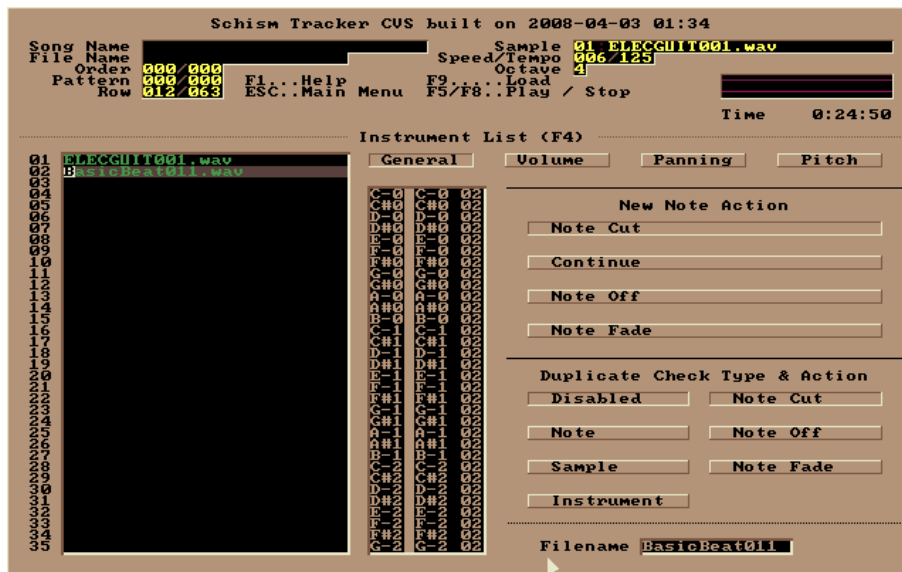 Schism Tracker CVS built on 2008-04-03 01:34
Song Name Sample 01 ELECGUIT001.wav
File Name Speed/Tempo 006/125
Order 000/000 Octave 4
Pattern 000/000 F1...Help F9.....Load
Row 012/063 ESC..Main Menu F5/F8..Play / Stop
Time 0:24:50
Instrument List (F4)
01 ELECGUIT001.wav General Volume Panning Pitch
02 BasicBeat011.wav
03
04 C-0 C-0 02
05 C#0 C#0 02 New Note Action
06 D-0 D-0 02
07 D#0 D#0 02 Note Cut
08 E-0 E-0 02
09 F-0 F-0 02
10 F#0 F#0 02 Continue
11 G-0 G-0 02
12 G#0 G#0 02
13 A-0 A-0 02 Note Off
14 A#0 A#0 02
15 B-0 B-0 02
16 C-1 C-1 02 Note Fade
17 C#1 C#1 02
18 D-1 D-1 02
19 D#1 D#1 02
20 E-1 E-1 02 Duplicate Check Type & Action
21 F-1 F-1 02
22 F#1 F#1 02 Disabled Note Cut
23 G-1 G-1 02
24 G#1 G#1 02
25 A-1 A-1 02 Note Note Off
26 A#1 A#1 02
27 B-1 B-1 02
28 C-2 C-2 02 Sample Note Fade
29 C#2 C#2 02
30 D-2 D-2 02
31 D#2 D#2 02 Instrument
32 E-2 E-2 02
33 F-2 F-2 02
34 F#2 F#2 02
35 G-2 G-2 02 Filename BasicBeat011